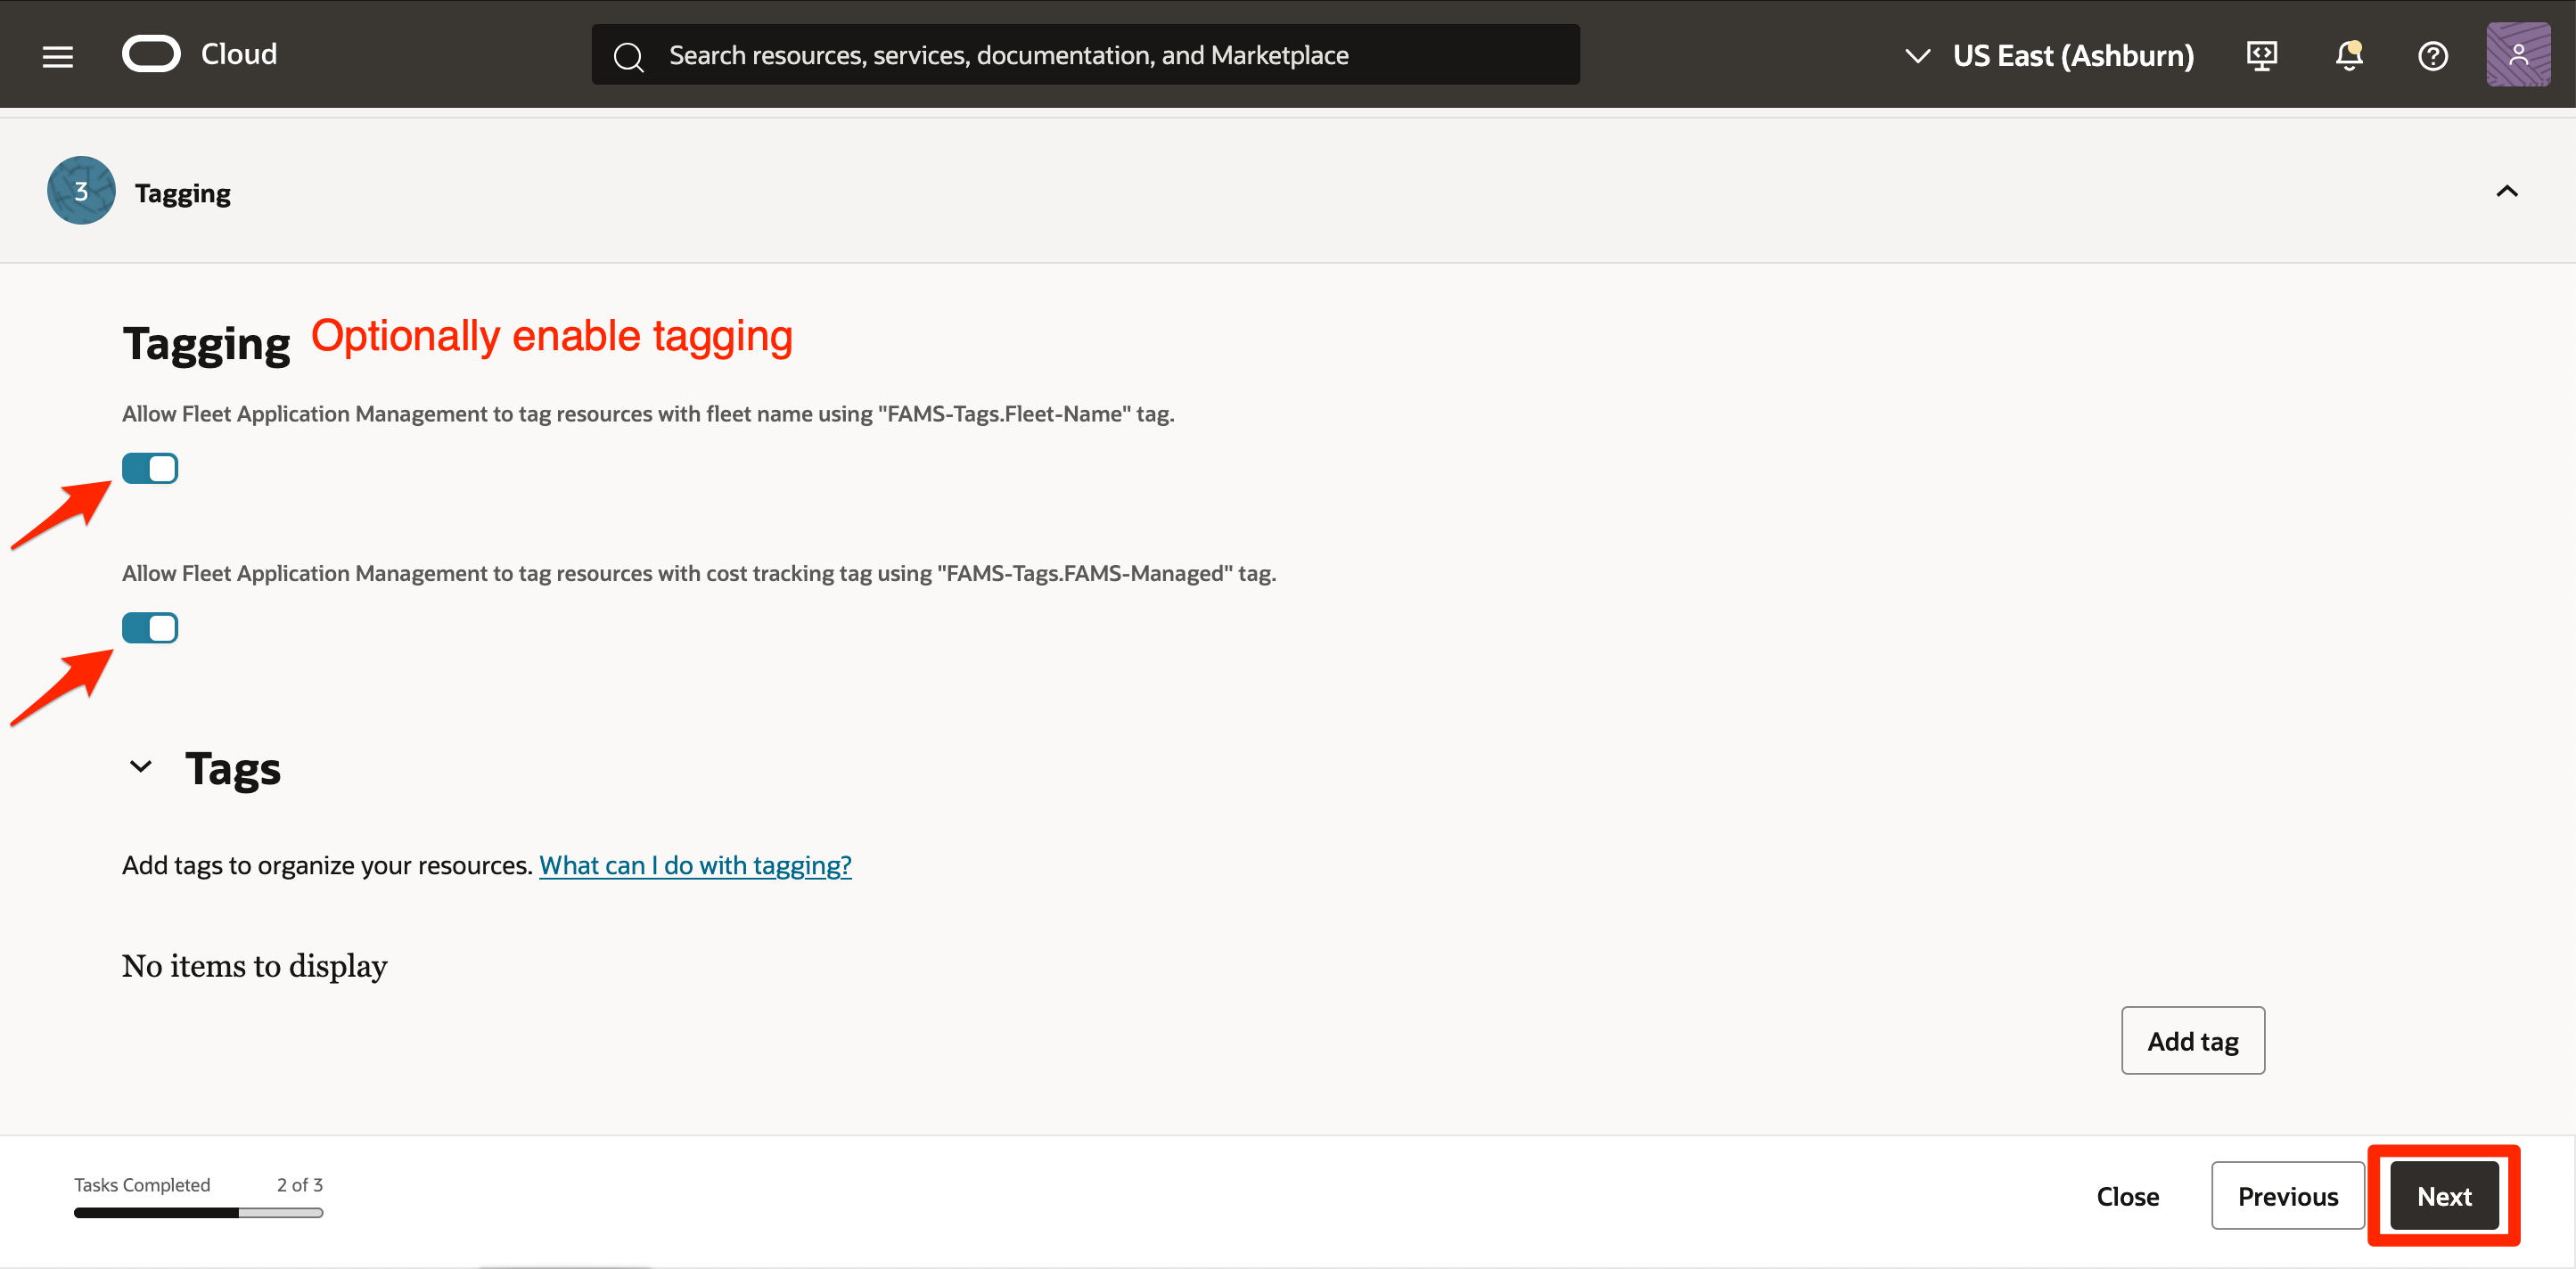 Cloud
Search resources, services, documentation, and Marketplace
US East (Ashburn)
3
Tagging
Tagging
Optionally enable tagging
Allow Fleet Application Management to tag resources with fleet name using "FAMS-Tags.Fleet-Name" tag.
Allow Fleet Application Management to tag resources with cost tracking tag using "FAMS-Tags.FAMS-Managed" tag.
Tags
Add tags to organize your resources. What can I do with tagging?
No items to display
Add tag
Tasks Completed 2 of 3
Close
Previous
Next